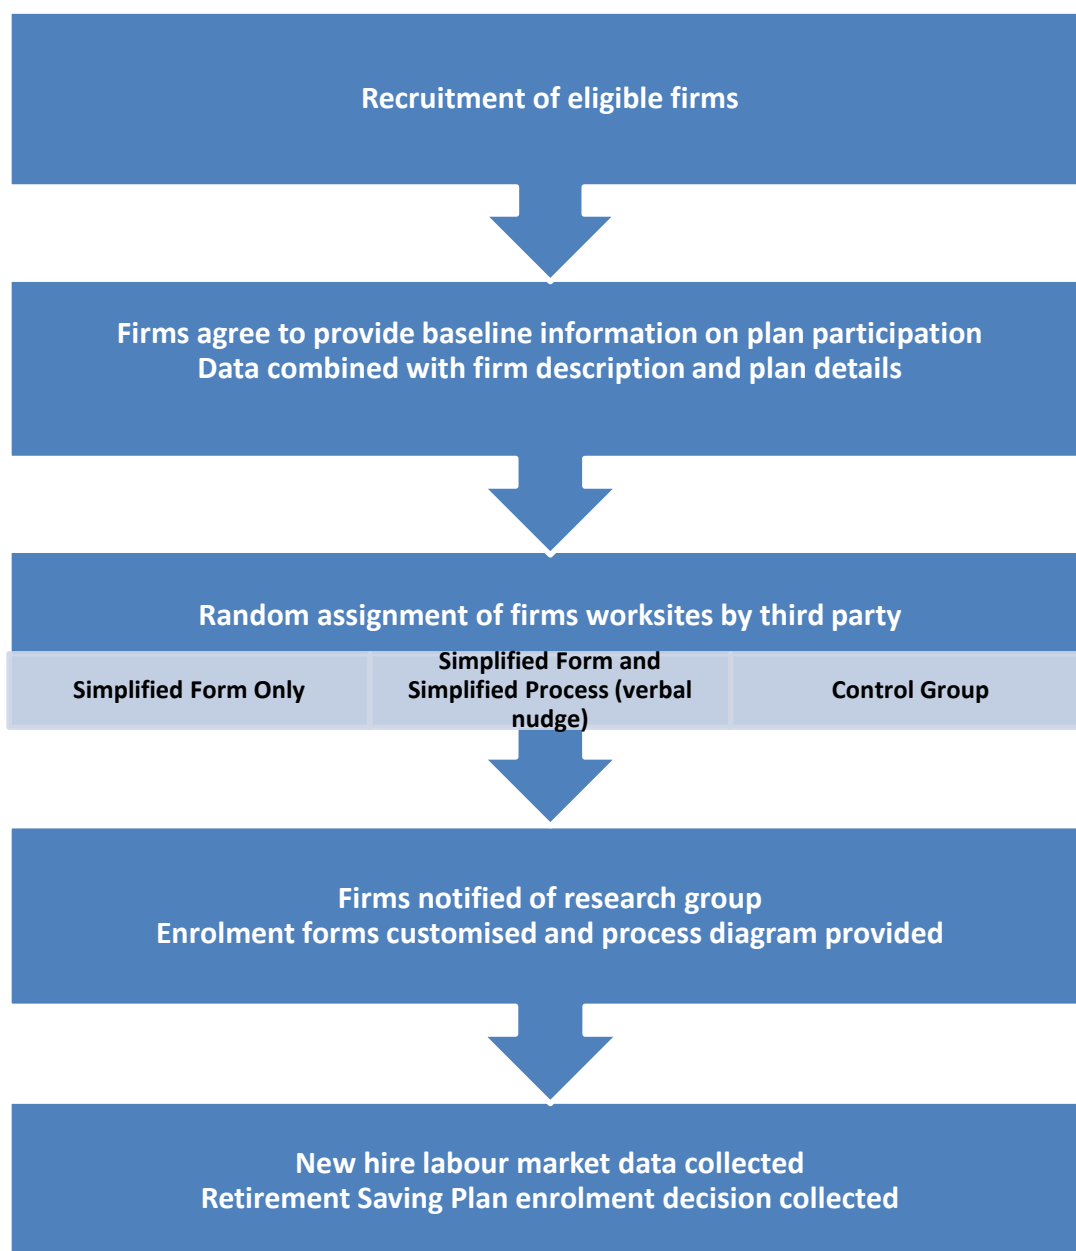 Recruitment of eligible firms
Firms agree to provide baseline information on plan participation
Data combined with firm description and plan details
Random assignment of firms worksites by third party
Simplified Form Only
Simplified Form and
Simplified Process (verbal
nudge)
Control Group
Firms notified of research group
Enrolment forms customised and process diagram provided
New hire labour market data collected
Retirement Saving Plan enrolment decision collected